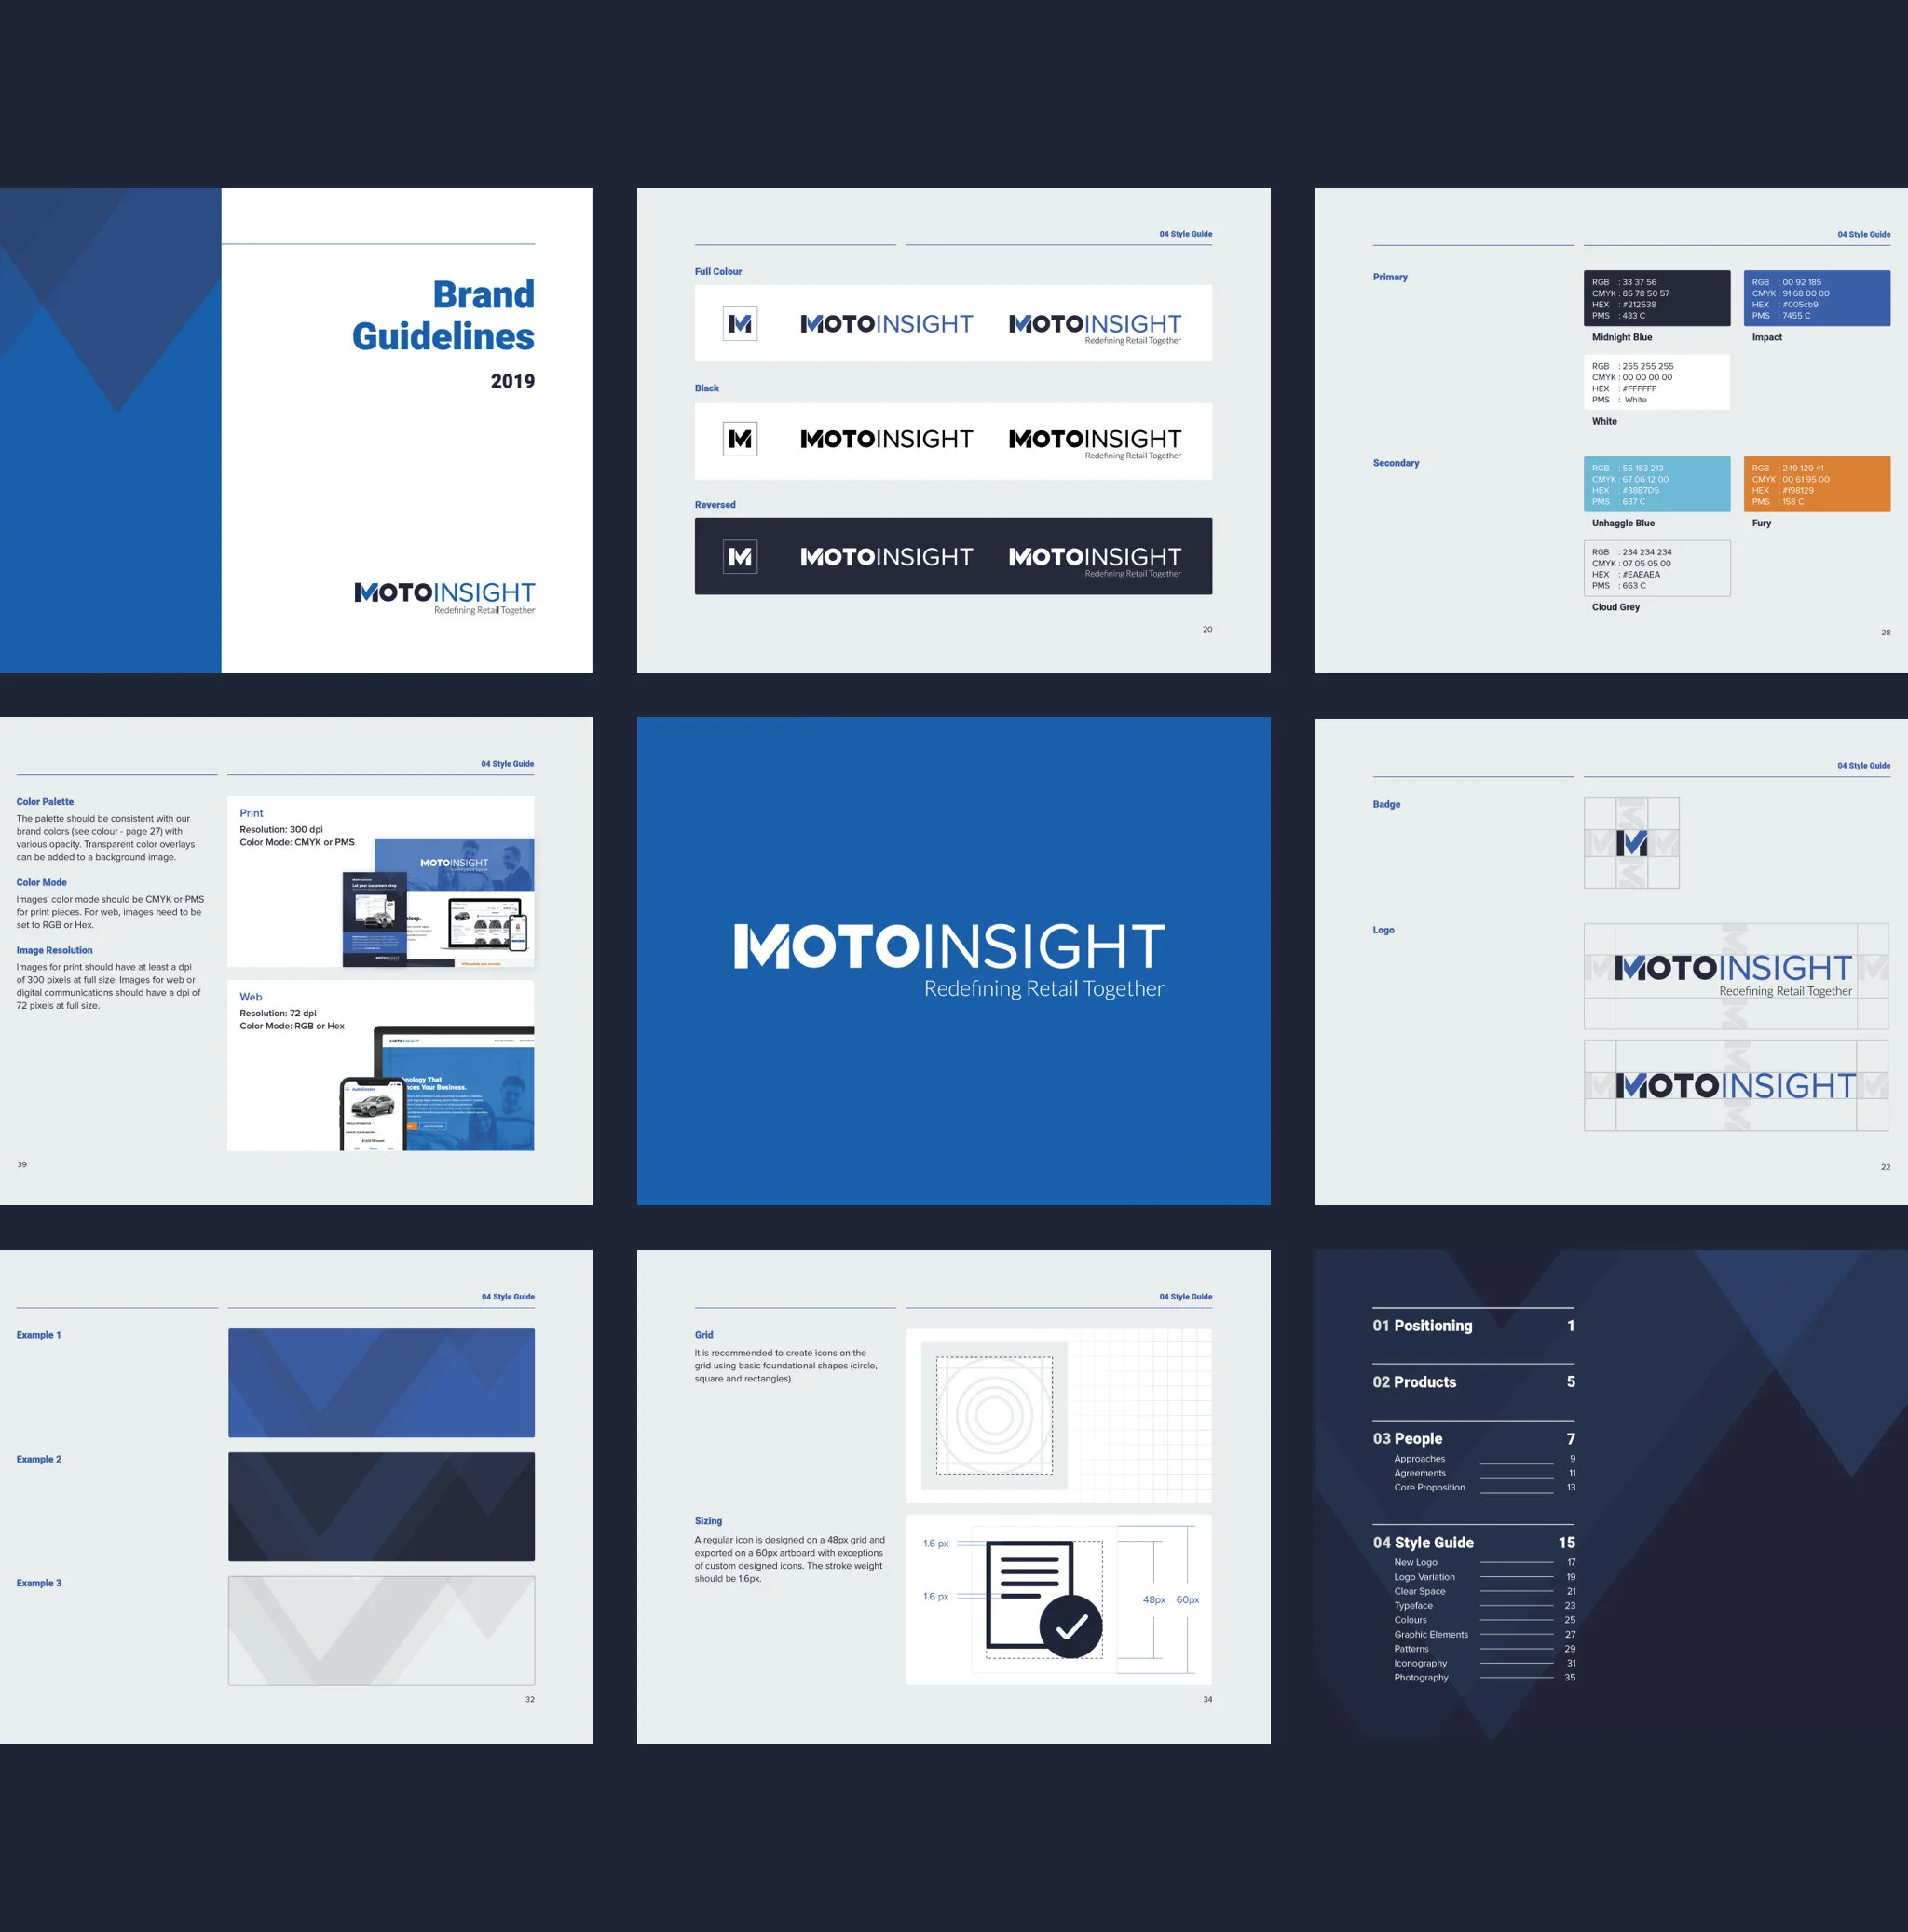 Brand
Guidelines
2019
MOTOINSIGHT
Redefining Retail Together
04 Style Guide
Full Colour
M
MOTOINSIGHT
MOTOINSIGHT
Redefining Retail Together
Black
M
MOTOINSIGHT
MOTOINSIGHT
Redefining Retail Together
Reversed
M
MOTOINSIGHT
MOTOINSIGHT
Redefining Retail Together
20
04 Style Guide
Primary
RGB : 33 37 56
CMYK : 85 78 50 57
HEX : #212538
PMS : 433 C
Midnight Blue
RGB : 00 92 185
CMYK : 91 68 00 00
HEX : #005cb9
PMS : 7455 C
Impact
RGB : 255 255 255
CMYK : 00 00 00 00
HEX : #FFFFFF
PMS : White
White
Secondary
RGB : 56 183 213
CMYK : 67 06 12 00
HEX : #38B7D5
PMS : 637 C
Unhaggle Blue
RGB : 249 129 41
CMYK : 00 61 95 00
HEX : #f98129
PMS : 158 C
Fury
RGB : 234 234 234
CMYK : 07 05 05 00
HEX : #EAEAEA
PMS : 663 C
Cloud Grey
28
04 Style Guide
Color Palette
The palette should be consistent with our
brand colors (see colour - page 27) with
various opacity. Transparent color overlays
can be added to a background image.
Color Mode
Images' color mode should be CMYK or PMS
for print pieces. For web, images need to be
set to RGB or Hex.
Image Resolution
Images for print should have at least a dpi
of 300 pixels at full size. Images for web or
digital communications should have a dpi of
72 pixels at full size.
Print
Resolution: 300 dpi
Color Mode: CMYK or PMS
MOTOINSIGHT
Let your customers shop
Web
Resolution: 72 dpi
Color Mode: RGB or Hex
MOTOINSIGHT
nology That
nces Your Business.
39
MOTOINSIGHT
Redefining Retail Together
04 Style Guide
Badge
M
Logo
MOTOINSIGHT
Redefining Retail Together
MOTOINSIGHT
22
04 Style Guide
Example 1
Example 2
Example 3
32
04 Style Guide
Grid
It is recommended to create icons on the
grid using basic foundational shapes (circle,
square and rectangles).
Sizing
A regular icon is designed on a 48px grid and
exported on a 60px artboard with exceptions
of custom designed icons. The stroke weight
should be 1.6px.
1.6 px
1.6 px
48px 60px
34
01 Positioning 1
02 Products 5
03 People 7
Approaches 9
Agreements 11
Core Proposition 13
04 Style Guide 15
New Logo 17
Logo Variation 19
Clear Space 21
Typeface 23
Colours 25
Graphic Elements 27
Patterns 29
Iconography 31
Photography 35